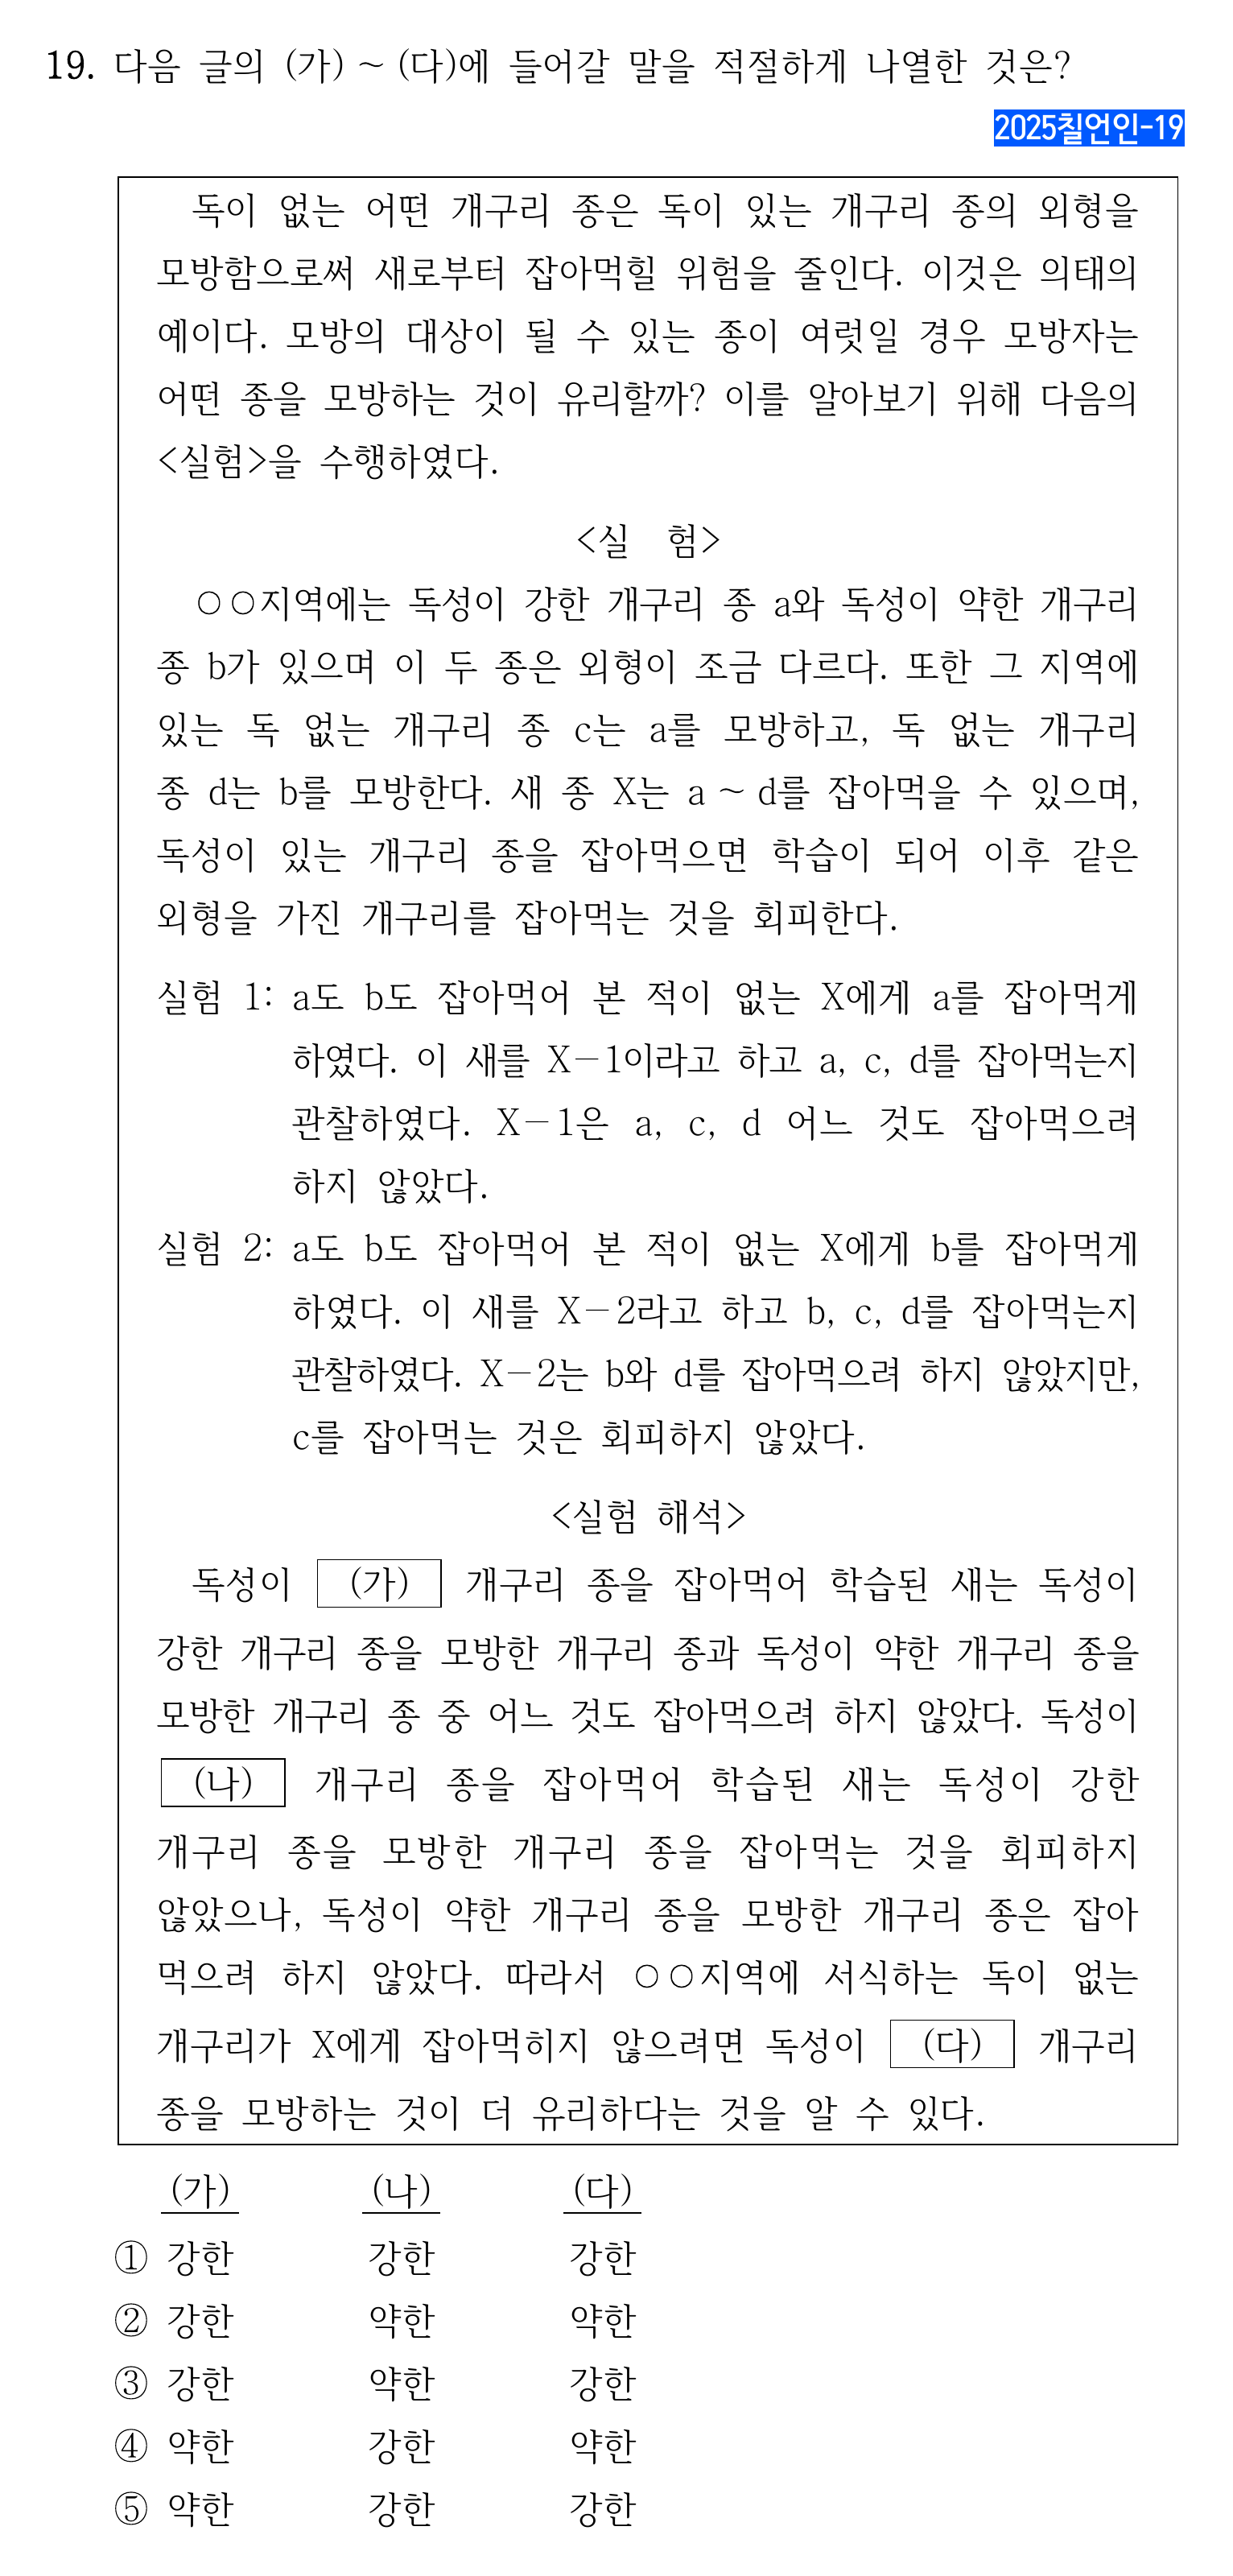 19. 다음 글의 (가) ~ (다)에 들어갈 말을 적절하게 나열한 것은?
2025칠언인-19
독이 없는 어떤 개구리 종은 독이 있는 개구리 종의 외형을
모방함으로써 새로부터 잡아먹힐 위험을 줄인다. 이것은 의태의
예이다. 모방의 대상이 될 수 있는 종이 여럿일 경우 모방자는
어떤 종을 모방하는 것이 유리할까? 이를 알아보기 위해 다음의
<실험>을 수행하였다.
<실 험>
○○지역에는 독성이 강한 개구리 종 a와 독성이 약한 개구리
종 b가 있으며 이 두 종은 외형이 조금 다르다. 또한 그 지역에
있는 독 없는 개구리 종 c는 a를 모방하고, 독 없는 개구리
종 d는 b를 모방한다. 새 종 X는 a ~ d를 잡아먹을 수 있으며,
독성이 있는 개구리 종을 잡아먹으면 학습이 되어 이후 같은
외형을 가진 개구리를 잡아먹는 것을 회피한다.
실험 1: a도 b도 잡아먹어 본 적이 없는 X에게 a를 잡아먹게
하였다. 이 새를 X-1이라고 하고 a, c, d를 잡아먹는지
관찰하였다. X-1은 a, c, d 어느 것도 잡아먹으려
하지 않았다.
실험 2: a도 b도 잡아먹어 본 적이 없는 X에게 b를 잡아먹게
하였다. 이 새를 X-2라고 하고 b, c, d를 잡아먹는지
관찰하였다. X-2는 b와 d를 잡아먹으려 하지 않았지만,
c를 잡아먹는 것은 회피하지 않았다.
<실험 해석>
독성이 (가) 개구리 종을 잡아먹어 학습된 새는 독성이
강한 개구리 종을 모방한 개구리 종과 독성이 약한 개구리 종을
모방한 개구리 종 중 어느 것도 잡아먹으려 하지 않았다. 독성이
(나) 개구리 종을 잡아먹어 학습된 새는 독성이 강한
개구리 종을 모방한 개구리 종을 잡아먹는 것을 회피하지
않았으나, 독성이 약한 개구리 종을 모방한 개구리 종은 잡아
먹으려 하지 않았다. 따라서 ○○지역에 서식하는 독이 없는
개구리가 X에게 잡아먹히지 않으려면 독성이 (다) 개구리
종을 모방하는 것이 더 유리하다는 것을 알 수 있다.
(가) (나) (다)
① 강한 강한 강한
② 강한 약한 약한
③ 강한 약한 강한
④ 약한 강한 약한
⑤ 약한 강한 강한